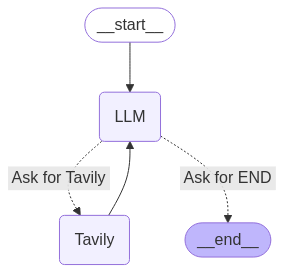 __start__
LLM
Ask for Tavily
Ask for END
Tavily
__end__